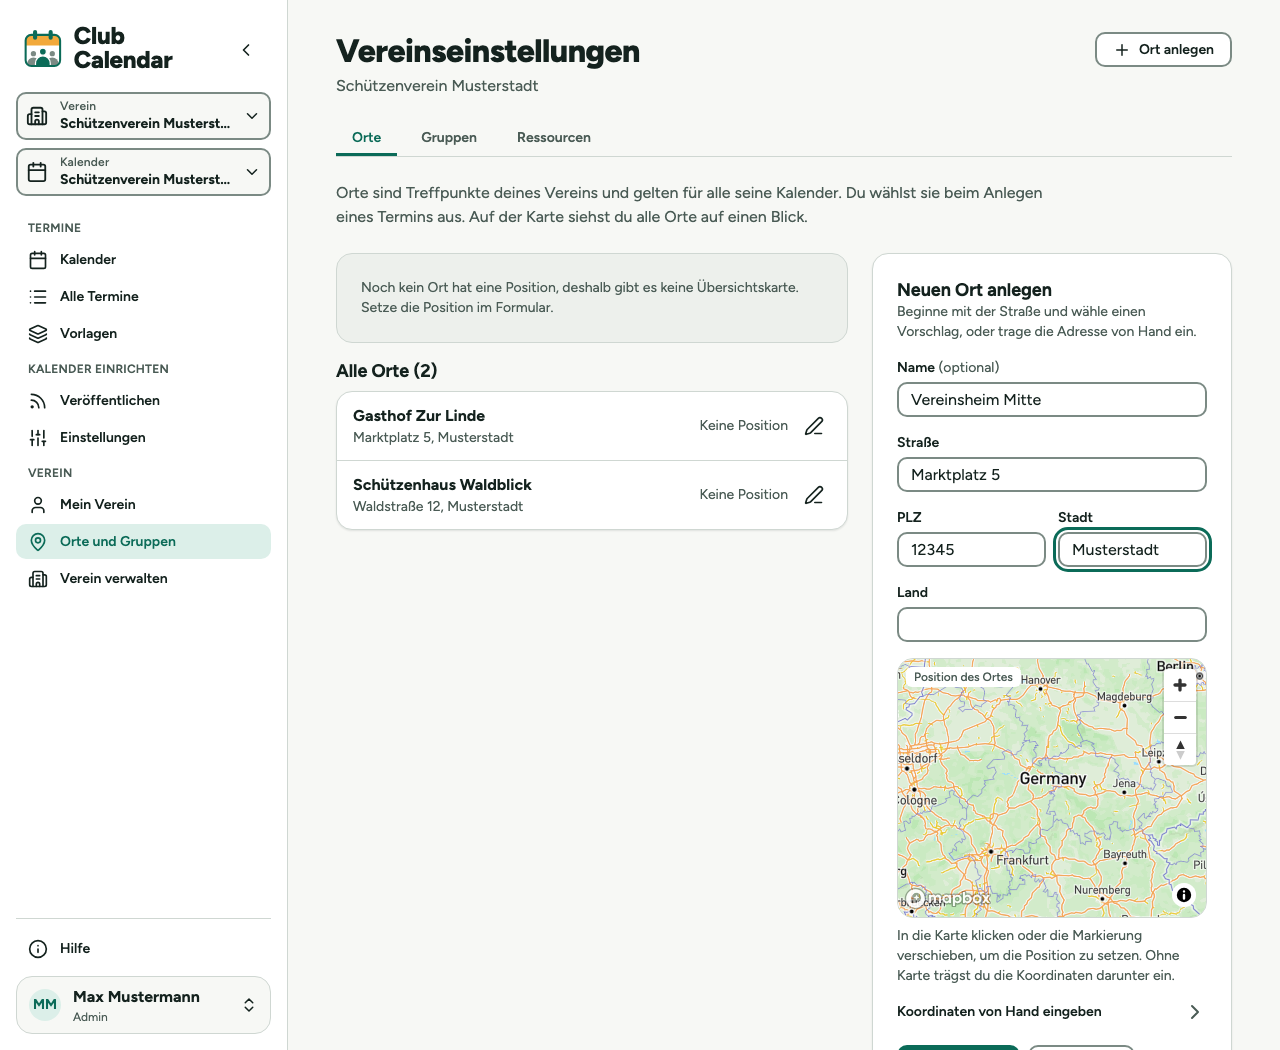 Club
Calendar
Verein
Schützenverein Musterst...
Kalender
Schützenverein Musterst...
TERMINE
Kalender
Alle Termine
Vorlagen
KALENDER EINRICHTEN
Veröffentlichen
Einstellungen
VEREIN
Mein Verein
Orte und Gruppen
Verein verwalten
Hilfe
MM
Max Mustermann
Admin
Vereinseinstellungen
Ort anlegen
Schützenverein Musterstadt
Orte
Gruppen
Ressourcen
Orte sind Treffpunkte deines Vereins und gelten für alle seine Kalender. Du wählst sie beim Anlegen
eines Termins aus. Auf der Karte siehst du alle Orte auf einen Blick.
Noch kein Ort hat eine Position, deshalb gibt es keine Übersichtskarte.
Setze die Position im Formular.
Alle Orte (2)
Gasthof Zur Linde
Marktplatz 5, Musterstadt
Keine Position
Schützenhaus Waldblick
Waldstraße 12, Musterstadt
Keine Position
Neuen Ort anlegen
Beginne mit der Straße und wähle einen
Vorschlag, oder trage die Adresse von Hand ein.
Name (optional)
Vereinsheim Mitte
Straße
Marktplatz 5
PLZ
Stadt
12345
Musterstadt
Land
Position des Ortes
Berlin
Hanover
Magdeburg
Leipz
seldorf
Germany
Jena
Cologne
Frankfurt
Bayreuth
Pil
Nuremberg
mapbox
In die Karte klicken oder die Markierung
verschieben, um die Position zu setzen. Ohne
Karte trägst du die Koordinaten darunter ein.
Koordinaten von Hand eingeben